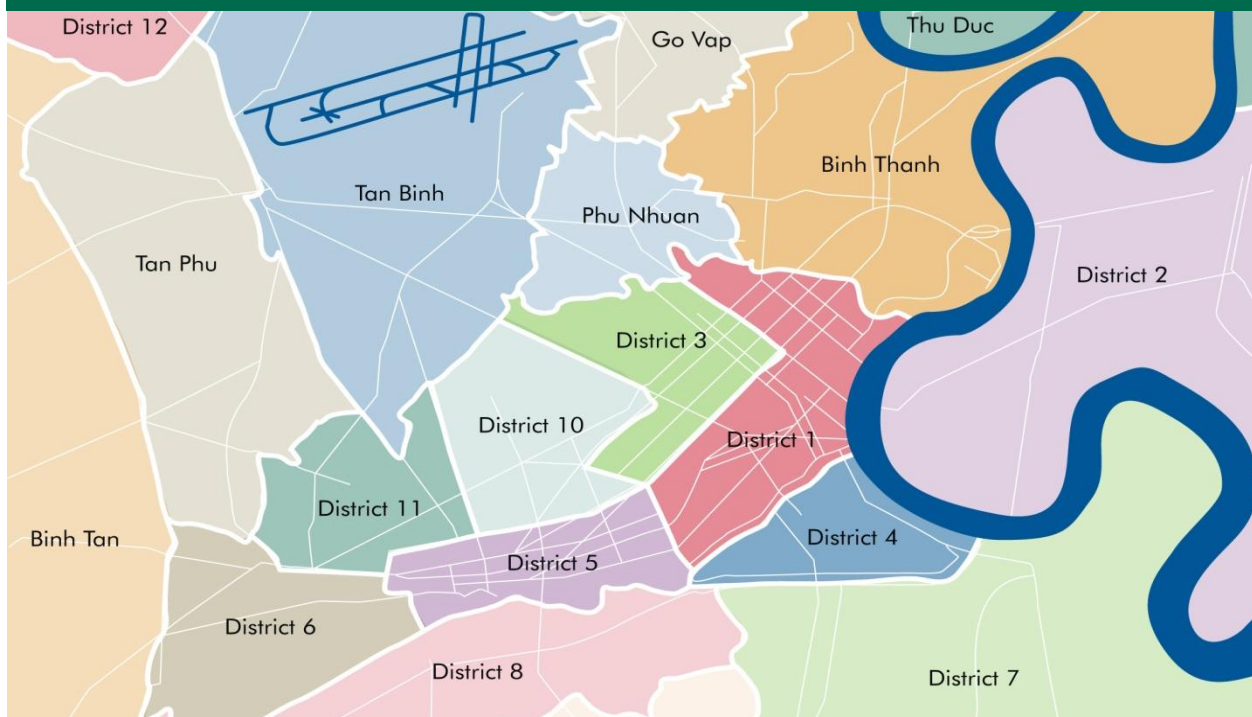 District 12
Go Vap
Thu Duc
Tan Binh
Binh Thanh
Phu Nhuan
Tan Phu
District 2
District 3
District 10
District 1
District 11
Binh Tan
District 4
District 5
District 6
District 8
District 7